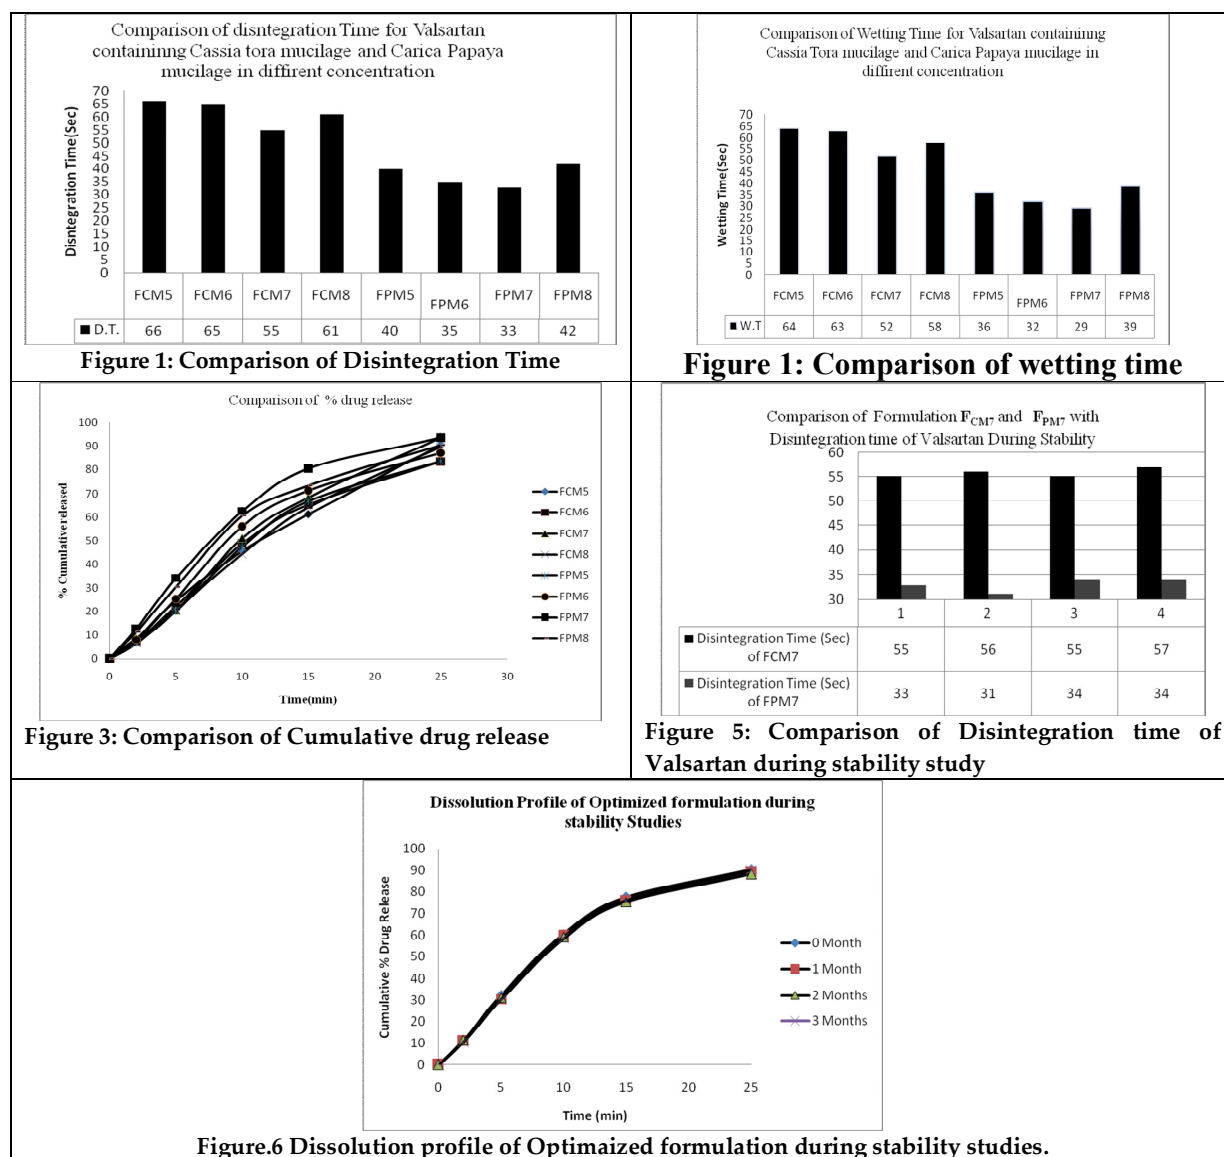 Comparison of disntegration Time for Valsartan
containinng Cassia tora mucilage and Carica Papaya
mucilage in diffirent concentration
Disntegration Time(Sec)
70
65
60
55
50
45
40
35
30
25
20
15
10
5
0
FCM5 FCM6 FCM7 FCM8 FPM5 FPM6 FPM7 FPM8
D.T. 66 65 55 61 40 35 33 42
Figure 1: Comparison of Disintegration Time
Comparison of Wetting Time for Valsartan containinng
Cassia Tora mucilage and Carica Papaya mucilage in
diffirent concentration
Wetting Time(Sec)
70
65
60
55
50
45
40
35
30
25
20
15
10
5
0
FCM5 FCM6 FCM7 FCM8 FPM5 FPM6 FPM7 FPM8
W.T 64 63 52 58 36 32 29 39
Figure 1: Comparison of wetting time
Comparison of % drug release
% Cumulative released
100
90
80
70
60
50
40
30
20
10
0
0 5 10 15 20 25 30
Time(min)
FCM5
FCM6
FCM7
FCM8
FPM5
FPM6
FPM7
FPM8
Figure 3: Comparison of Cumulative drug release
Comparison of Formulation FCM7 and FPM7 with
Disintegration time of Valsartan During Stability
60
55
50
45
40
35
30
1 2 3 4
Disintegration Time (Sec)
of FCM7
55 56 55 57
Disintegration Time (Sec)
of FPM7
33 31 34 34
Figure 5: Comparison of Disintegration time of
Valsartan during stability study
Dissolution Profile of Optimized formulation during
stability Studies
Cumulative % Drug Release
100
90
80
70
60
50
40
30
20
10
0
0 5 10 15 20 25
Time (min)
0 Month
1 Month
2 Months
3 Months
Figure.6 Dissolution profile of Optimaized formulation during stability studies.